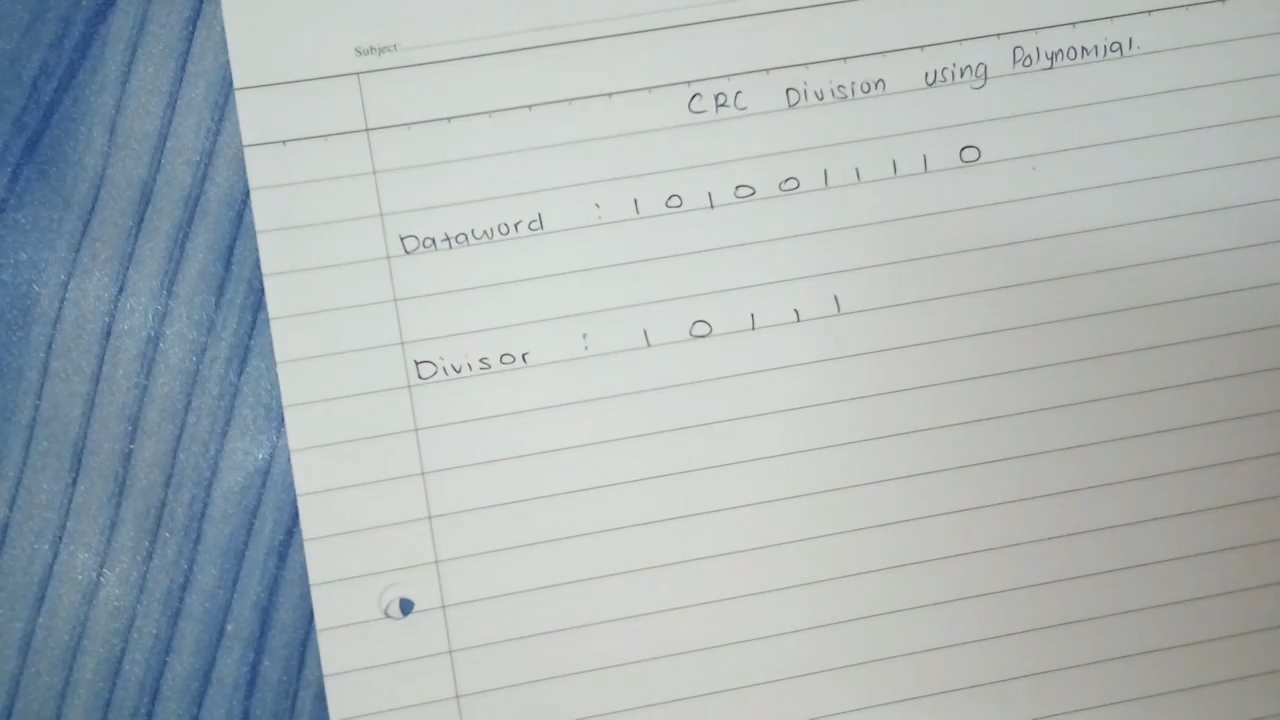 Subject
CRC Division using Polynomial.
Dataword : 1 0 1 0 0 1 1 1 1 0
Divisor : 1 0 1 1 1